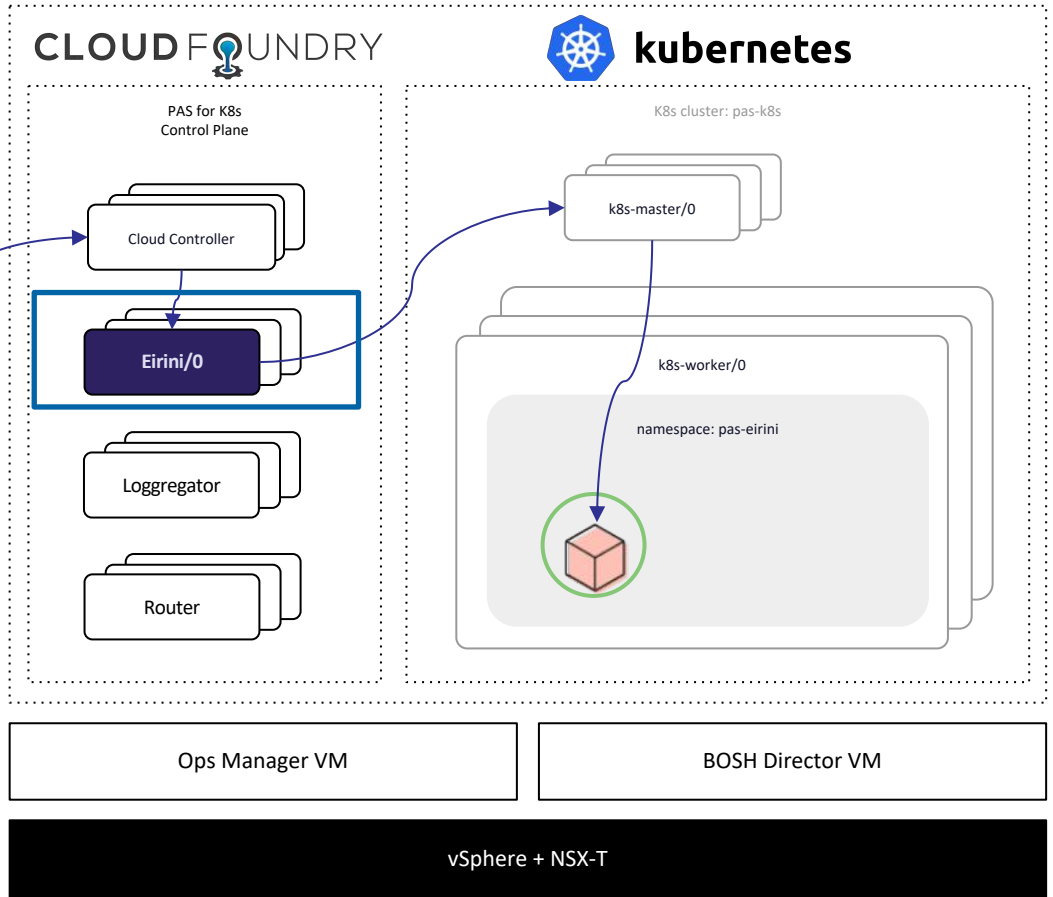 CLOUD FOUNDRY
kubernetes
PAS for K8s
Control Plane
K8s cluster: pas-k8s
Cloud Controller
k8s-master/0
Eirini/0
k8s-worker/0
namespace: pas-eirini
Loggregator
Router
Ops Manager VM
BOSH Director VM
vSphere + NSX-T